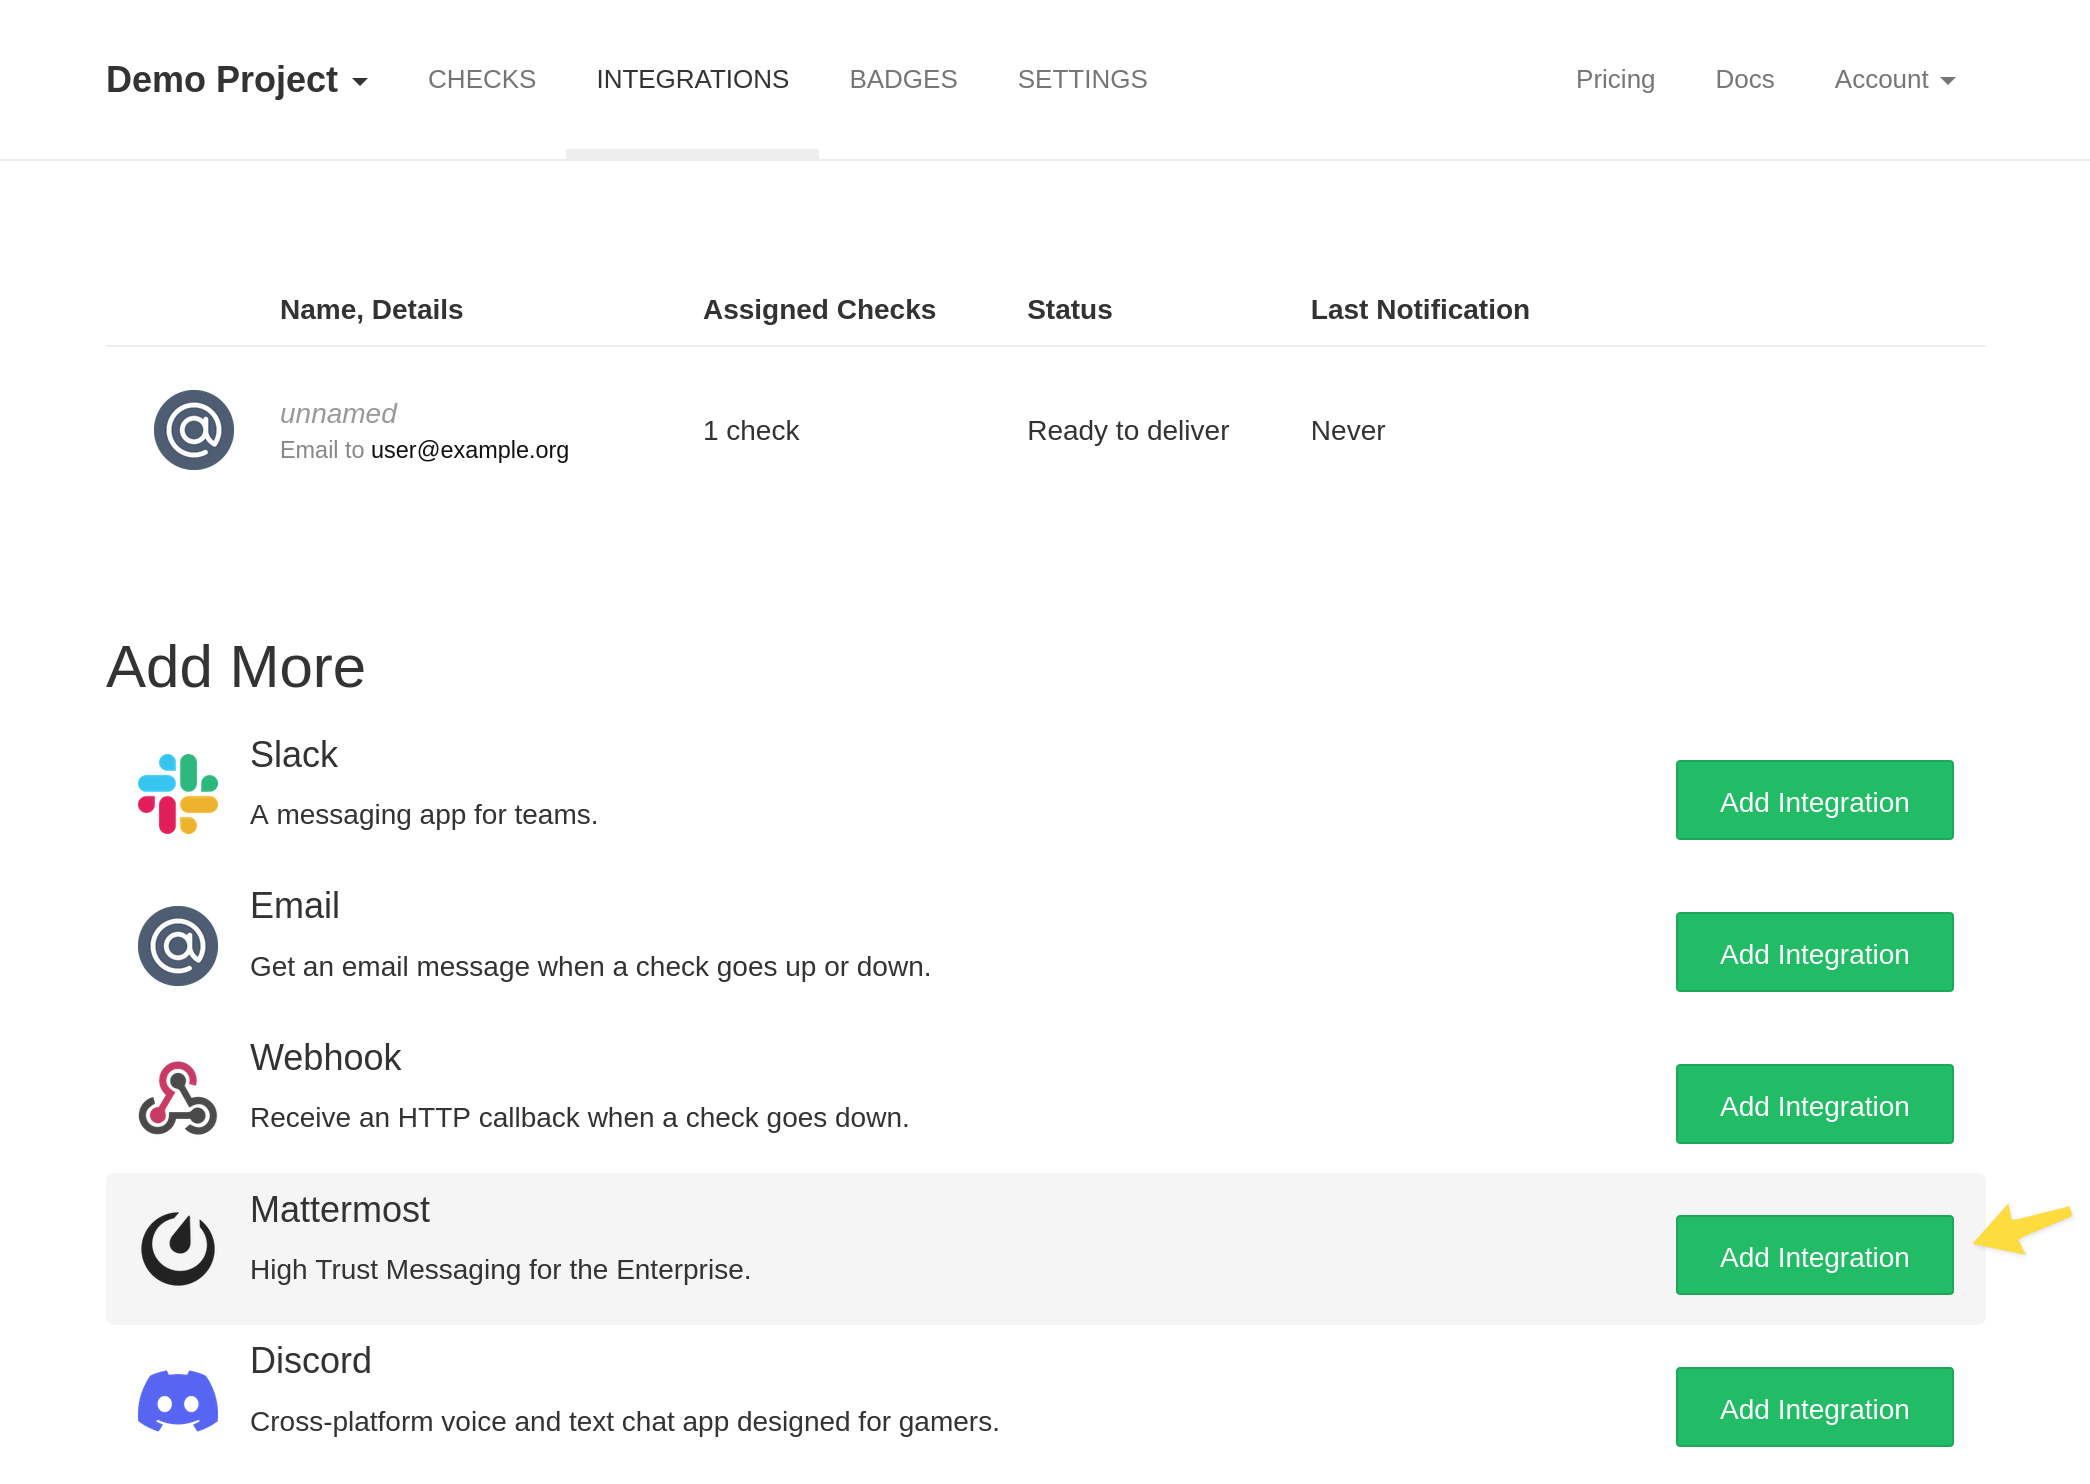 Demo Project CHECKS INTEGRATIONS BADGES SETTINGS Pricing Docs Account
Name, Details Assigned Checks Status Last Notification
unnamed
Email to user@example.org
1 check Ready to deliver Never
Add More
Slack
A messaging app for teams.
Add Integration
Email
Get an email message when a check goes up or down.
Add Integration
Webhook
Receive an HTTP callback when a check goes down.
Add Integration
Mattermost
High Trust Messaging for the Enterprise.
Add Integration
Discord
Cross-platform voice and text chat app designed for gamers.
Add Integration